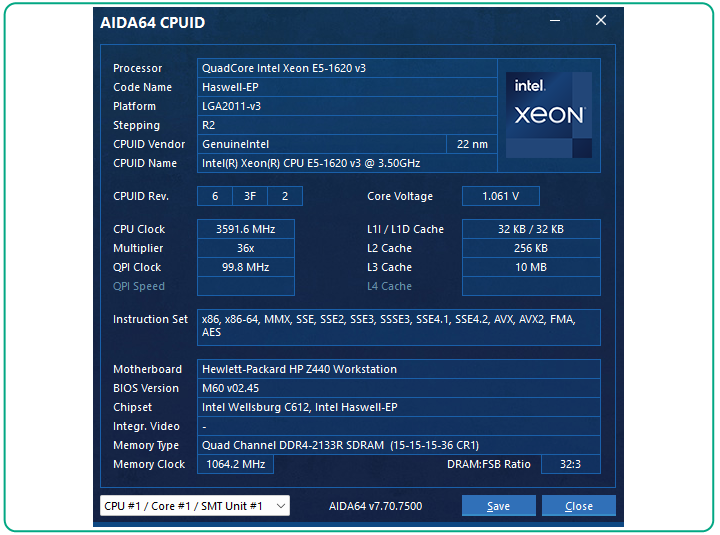 AIDA64 CPUID
Processor QuadCore Intel Xeon E5-1620 v3
Code Name Haswell-EP
Platform LGA2011-v3
Stepping R2
CPUID Vendor GenuineIntel 22 nm
CPUID Name Intel(R) Xeon(R) CPU E5-1620 v3 @ 3.50GHz
intel.
XEON®
CPUID Rev. 6 3F 2 Core Voltage 1.061 V
CPU Clock 3591.6 MHz L1I / L1D Cache 32 KB / 32 KB
Multiplier 36x L2 Cache 256 KB
QPI Clock 99.8 MHz L3 Cache 10 MB
QPI Speed L4 Cache
Instruction Set x86, x86-64, MMX, SSE, SSE2, SSE3, SSSE3, SSE4.1, SSE4.2, AVX, AVX2, FMA,
AES
Motherboard Hewlett-Packard HP Z440 Workstation
BIOS Version M60 v02.45
Chipset Intel Wellsburg C612, Intel Haswell-EP
Integr. Video -
Memory Type Quad Channel DDR4-2133R SDRAM (15-15-15-36 CR1)
Memory Clock 1064.2 MHz DRAM:FSB Ratio 32:3
CPU #1 / Core #1 / SMT Unit #1 AIDA64 v7.70.7500 Save Close